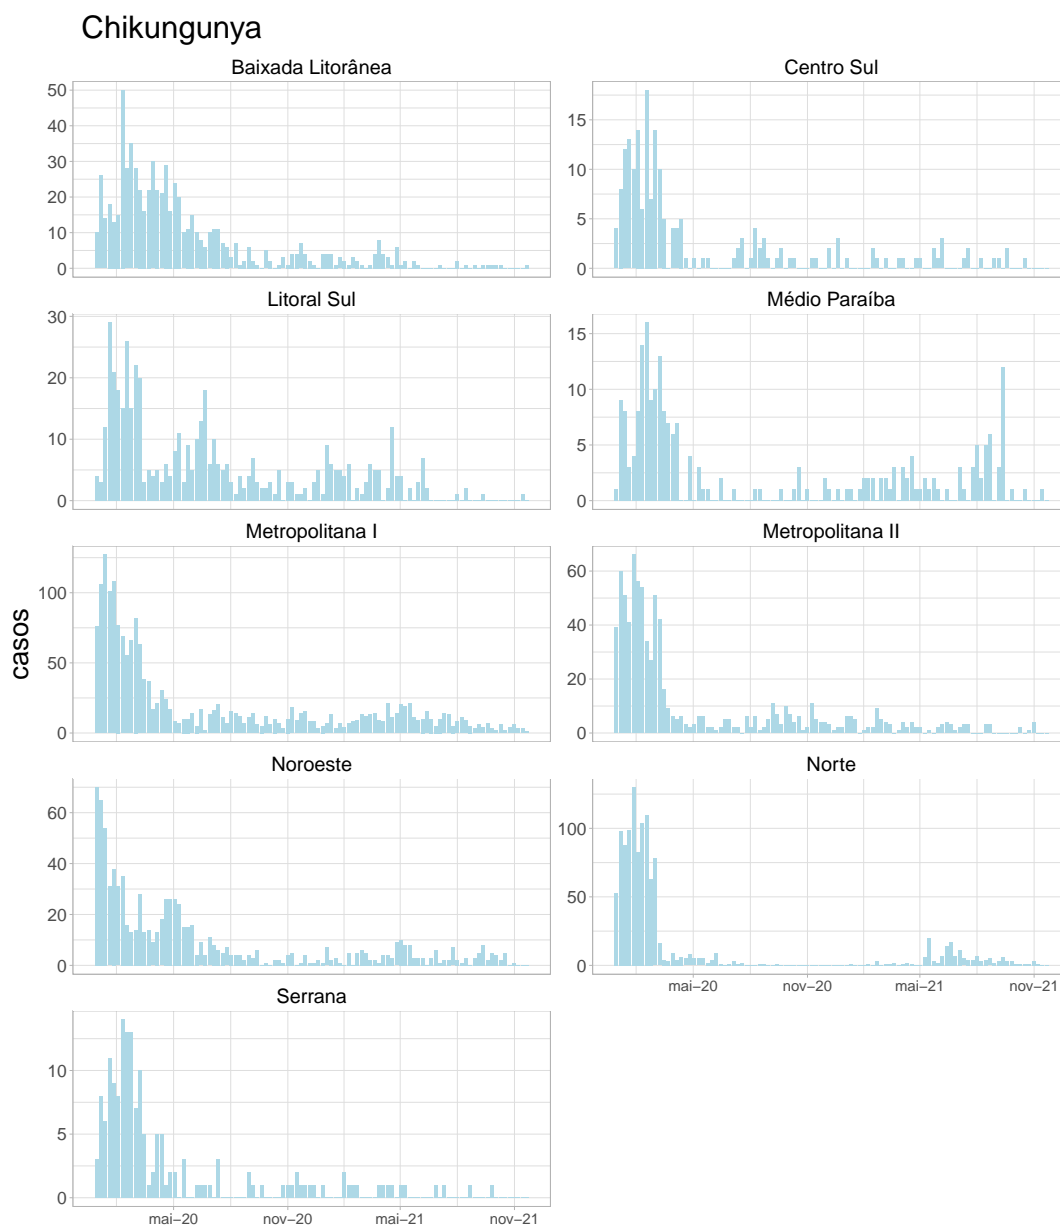 Chikungunya
Baixada Litorânea
Centro Sul
50
40
30
20
10
0
15
10
5
0
Litoral Sul
Médio Paraíba
30
20
10
0
15
10
5
0
Metropolitana I
Metropolitana II
100
50
0
60
40
20
0
casos
Noroeste
Norte
60
40
20
0
100
50
0
mai−20 nov−20 mai−21 nov−21
Serrana
10
5
0
mai−20 nov−20 mai−21 nov−21